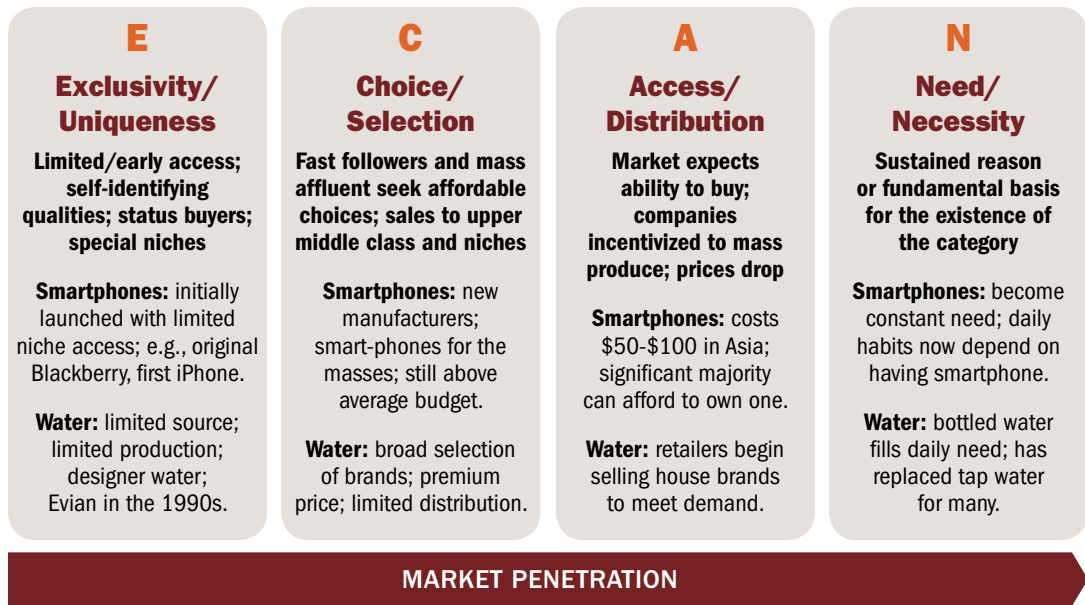 E
Exclusivity/
Uniqueness
Limited/early access;
self-identifying
qualities; status buyers;
special niches
Smartphones: initially
launched with limited
niche access; e.g., original
Blackberry, first iPhone.
Water: limited source;
limited production;
designer water;
Evian in the 1990s.
C
Choice/
Selection
Fast followers and mass
affluent seek affordable
choices; sales to upper
middle class and niches
Smartphones: new
manufacturers;
smart-phones for the
masses; still above
average budget.
Water: broad selection
of brands; premium
price; limited distribution.
A
Access/
Distribution
Market expects
ability to buy;
companies
incentivized to mass
produce; prices drop
Smartphones: costs
$50-$100 in Asia;
significant majority
can afford to own one.
Water: retailers begin
selling house brands
to meet demand.
N
Need/
Necessity
Sustained reason
or fundamental basis
for the existence of
the category
Smartphones: become
constant need; daily
habits now depend on
having smartphone.
Water: bottled water
fills daily need; has
replaced tap water
for many.
MARKET PENETRATION